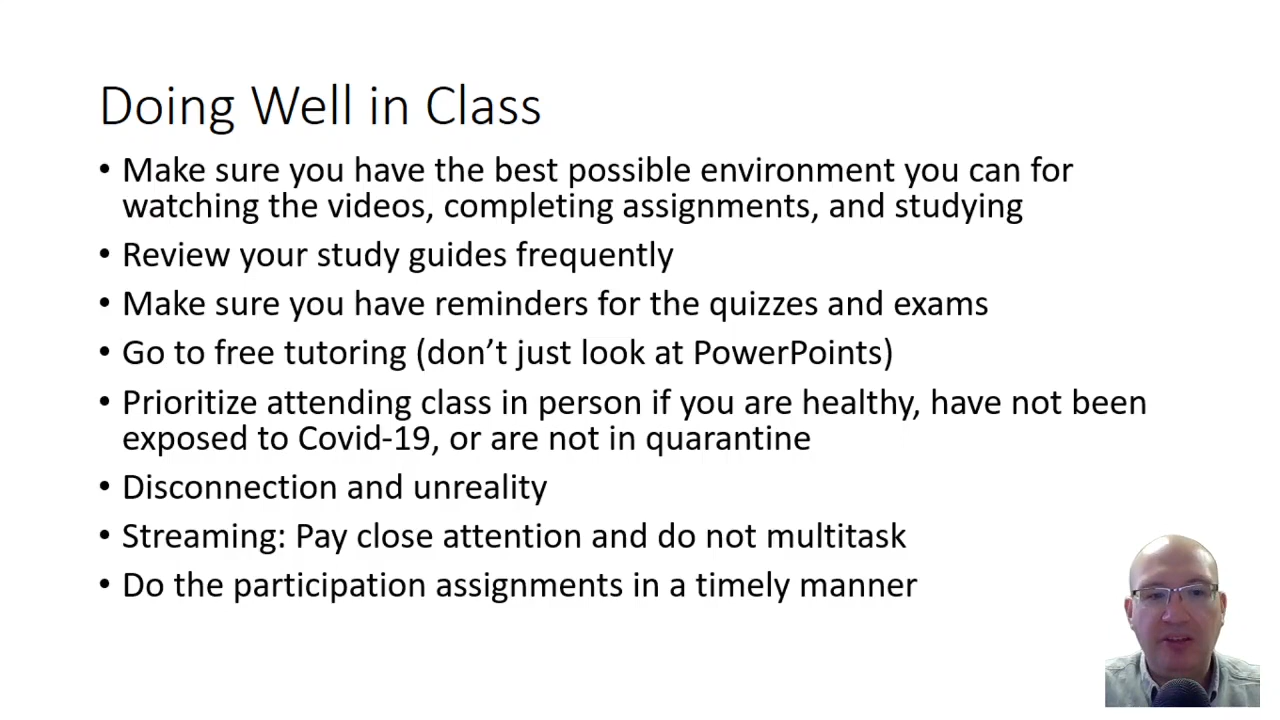 Doing Well in Class
• Make sure you have the best possible environment you can for
watching the videos, completing assignments, and studying
• Review your study guides frequently
• Make sure you have reminders for the quizzes and exams
• Go to free tutoring (don’t just look at PowerPoints)
• Prioritize attending class in person if you are healthy, have not been
exposed to Covid-19, or are not in quarantine
• Disconnection and unreality
• Streaming: Pay close attention and do not multitask
• Do the participation assignments in a timely manner